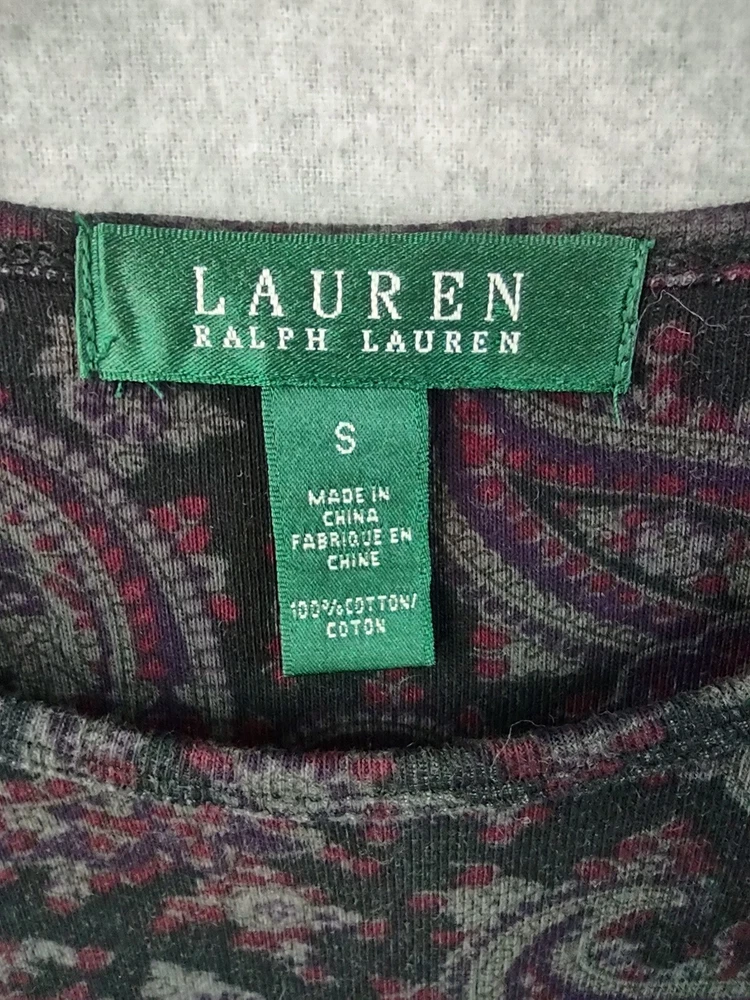 LAUREN
RALPH LAUREN
S
MADE IN
CHINA
FABRIQUE EN
CHINE
100%COTTON/
COTON